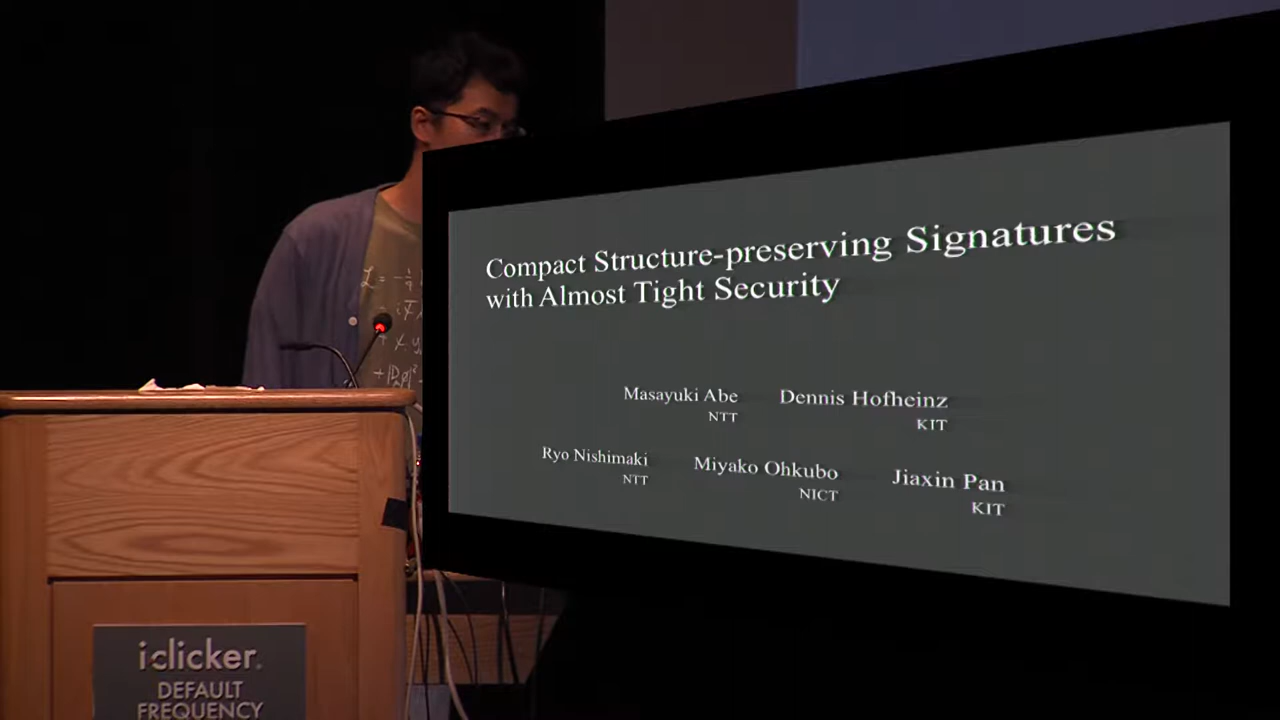 Compact Structure-preserving Signatures
with Almost Tight Security
Masayuki Abe Dennis Hofheinz
NTT KIT
Ryo Nishimaki Miyako Ohkubo Jiaxin Pan
NTT NICT KIT
iclicker.
DEFAULT
FREQUENCY